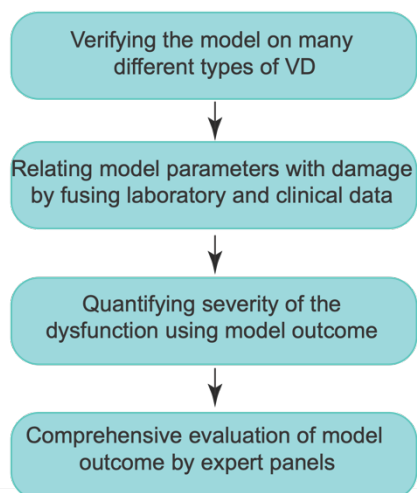 Verifying the model on many
different types of VD
Relating model parameters with damage
by fusing laboratory and clinical data
Quantifying severity of the
dysfunction using model outcome
Comprehensive evaluation of model
outcome by expert panels